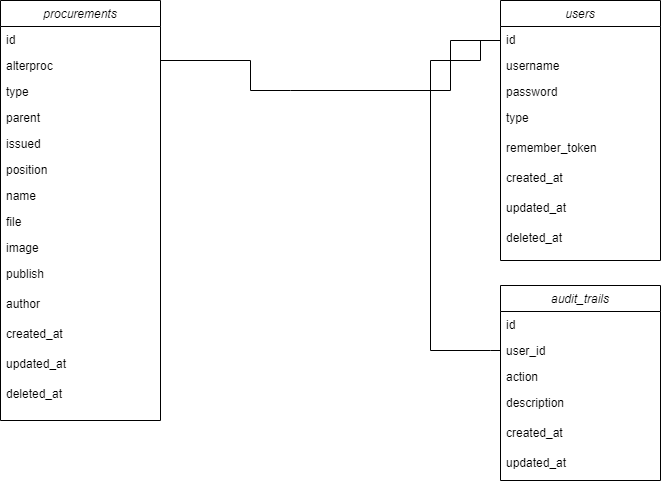 procurements
id
alterproc
type
parent
issued
position
name
file
image
publish
author
created_at
updated_at
deleted_at
users
id
username
password
type
remember_token
created_at
updated_at
deleted_at
audit_trails
id
user_id
action
description
created_at
updated_at